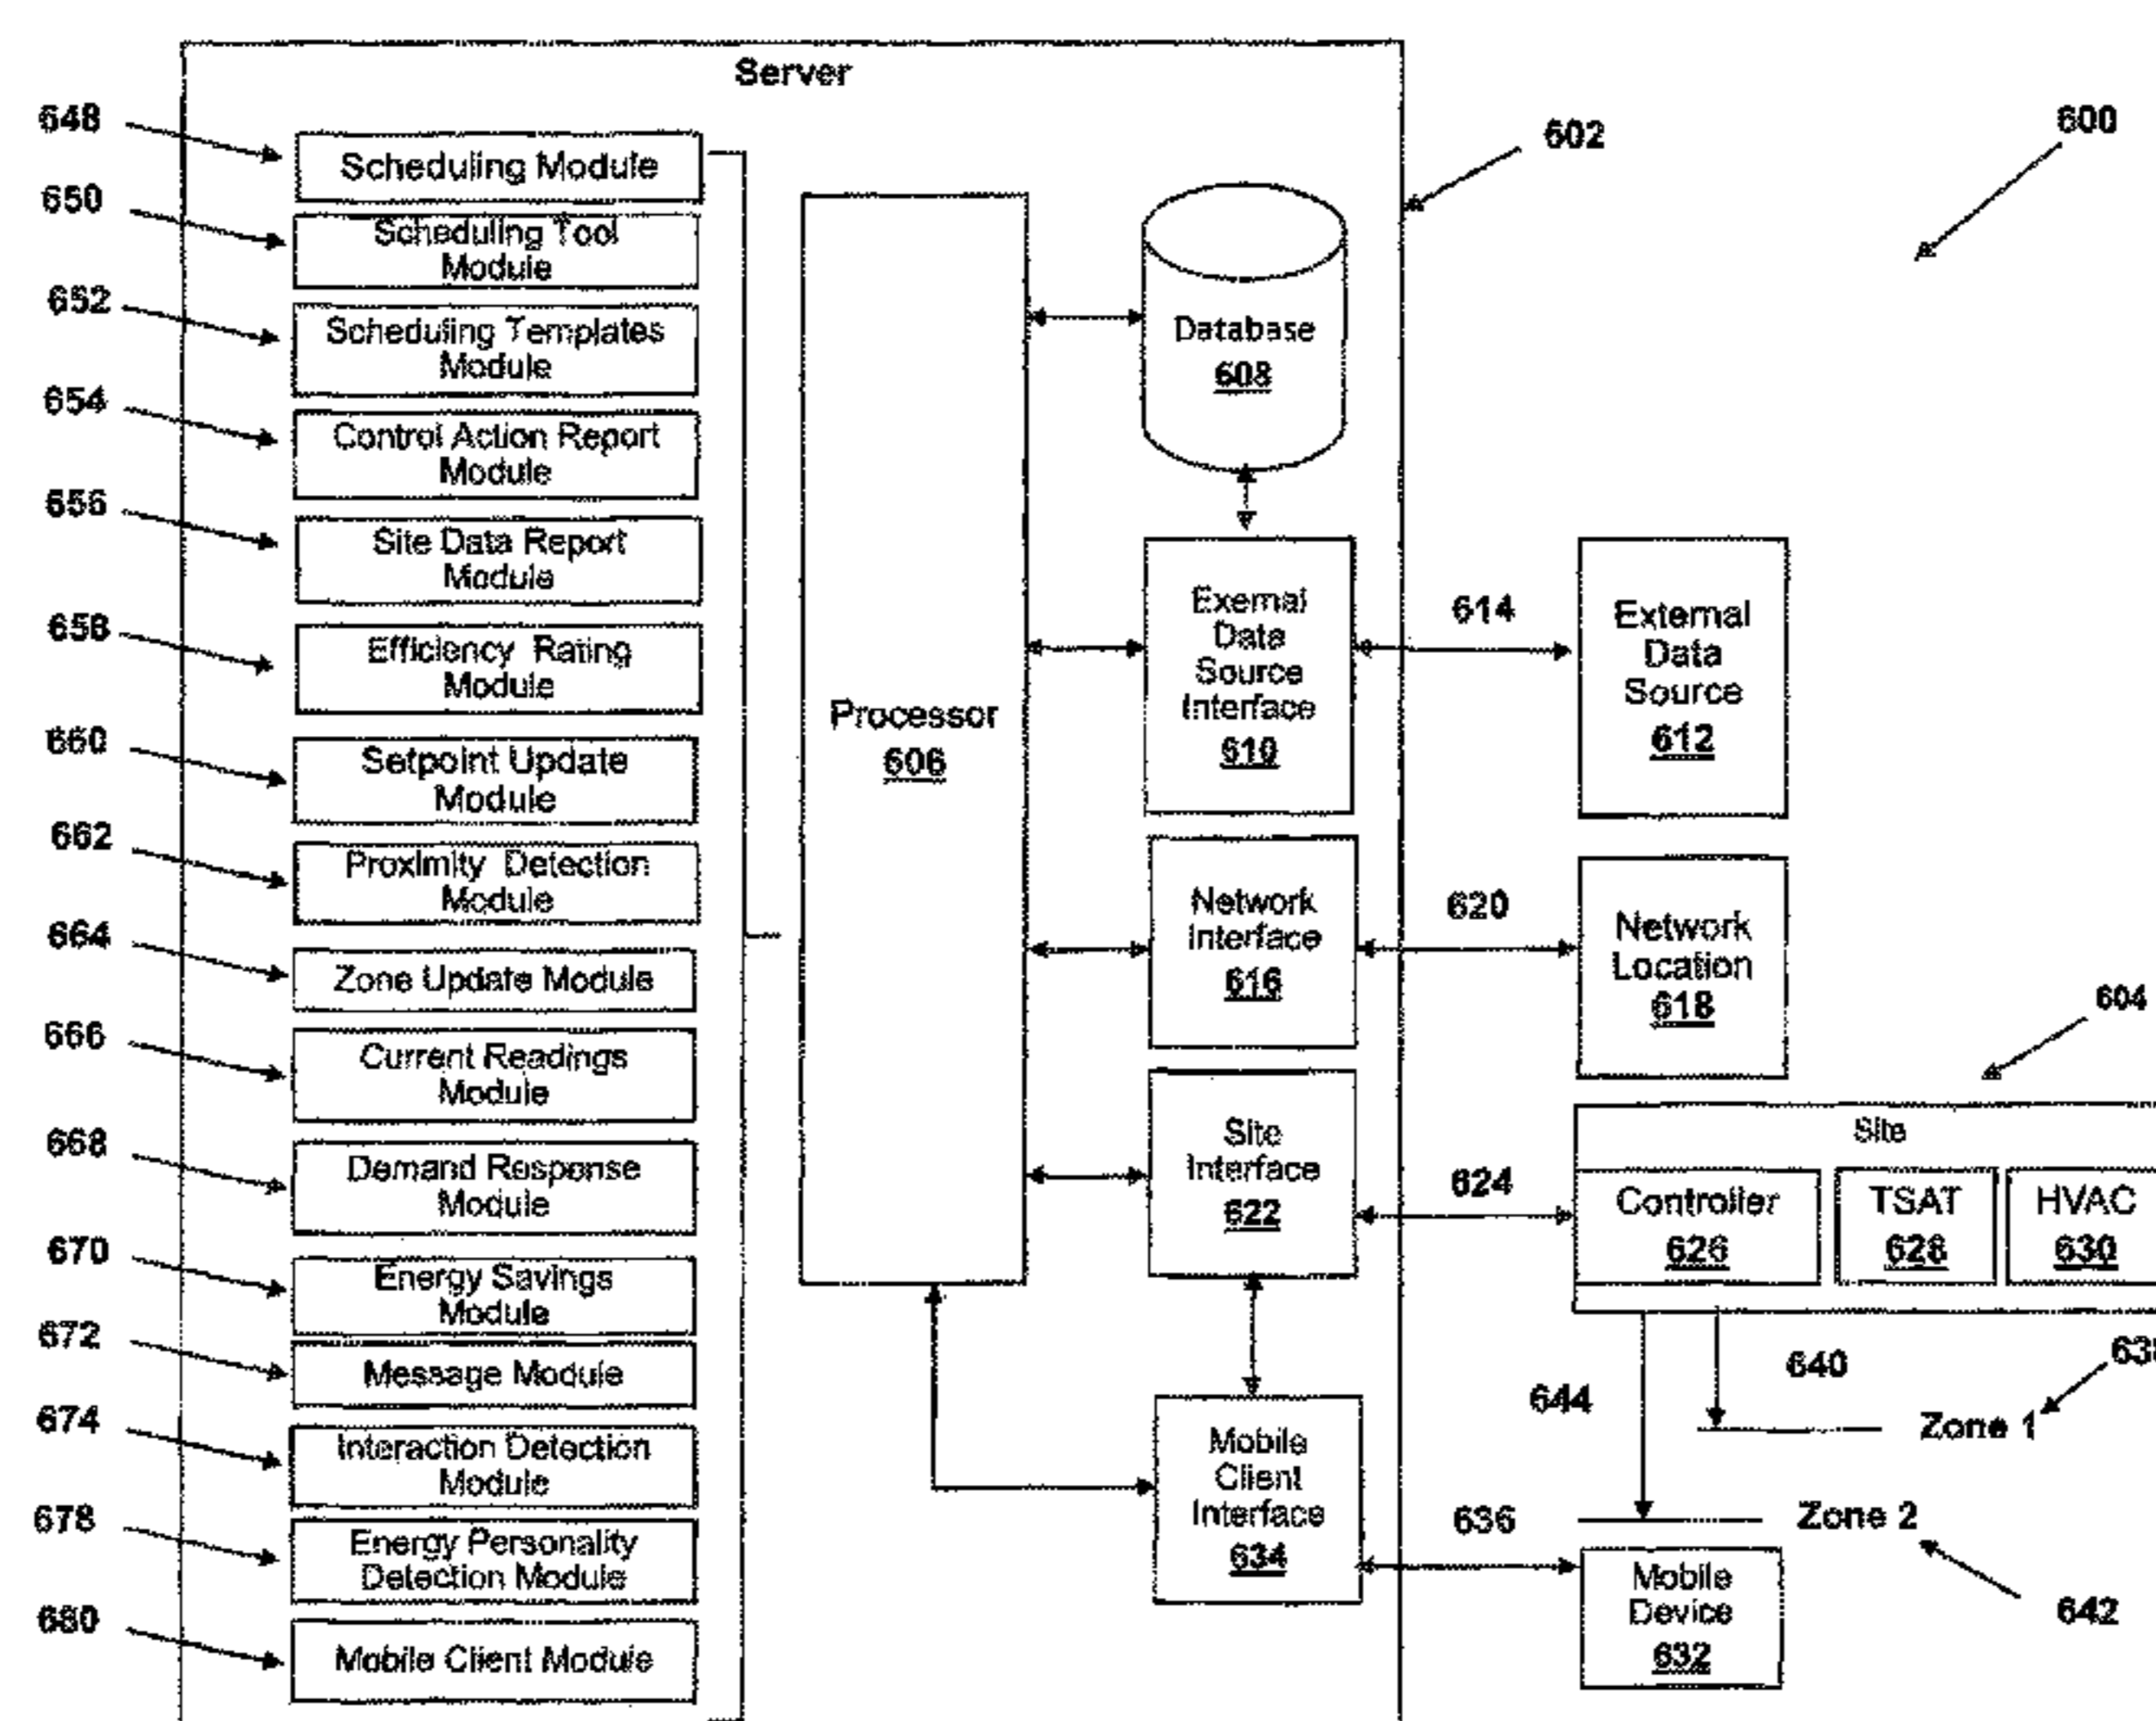 Server
648
Scheduling Module
650
Scheduling Tool
Module
652
Scheduling Templates
Module
654
Control Action Report
Module
656
Site Data Report
Module
658
Efficiency Rating
Module
660
Setpoint Update
Module
662
Proximity Detection
Module
664
Zone Update Module
666
Current Readings
Module
668
Demand Response
Module
670
Energy Savings
Module
672
Message Module
674
Interaction Detection
Module
678
Energy Personality
Detection Module
680
Mobile Client Module
Processor
606
Database
608
Exernal
Data
Source
Interface
610
Network
Interface
616
Site
Interface
622
Mobile
Client
Interface
634
602
600
614
External
Data
Source
612
620
Network
Location
618
604
Site
624
Controller
626
TSAT
628
HVAC
630
644
640
638
Zone 1
Zone 2
642
636
Mobile
Device
632